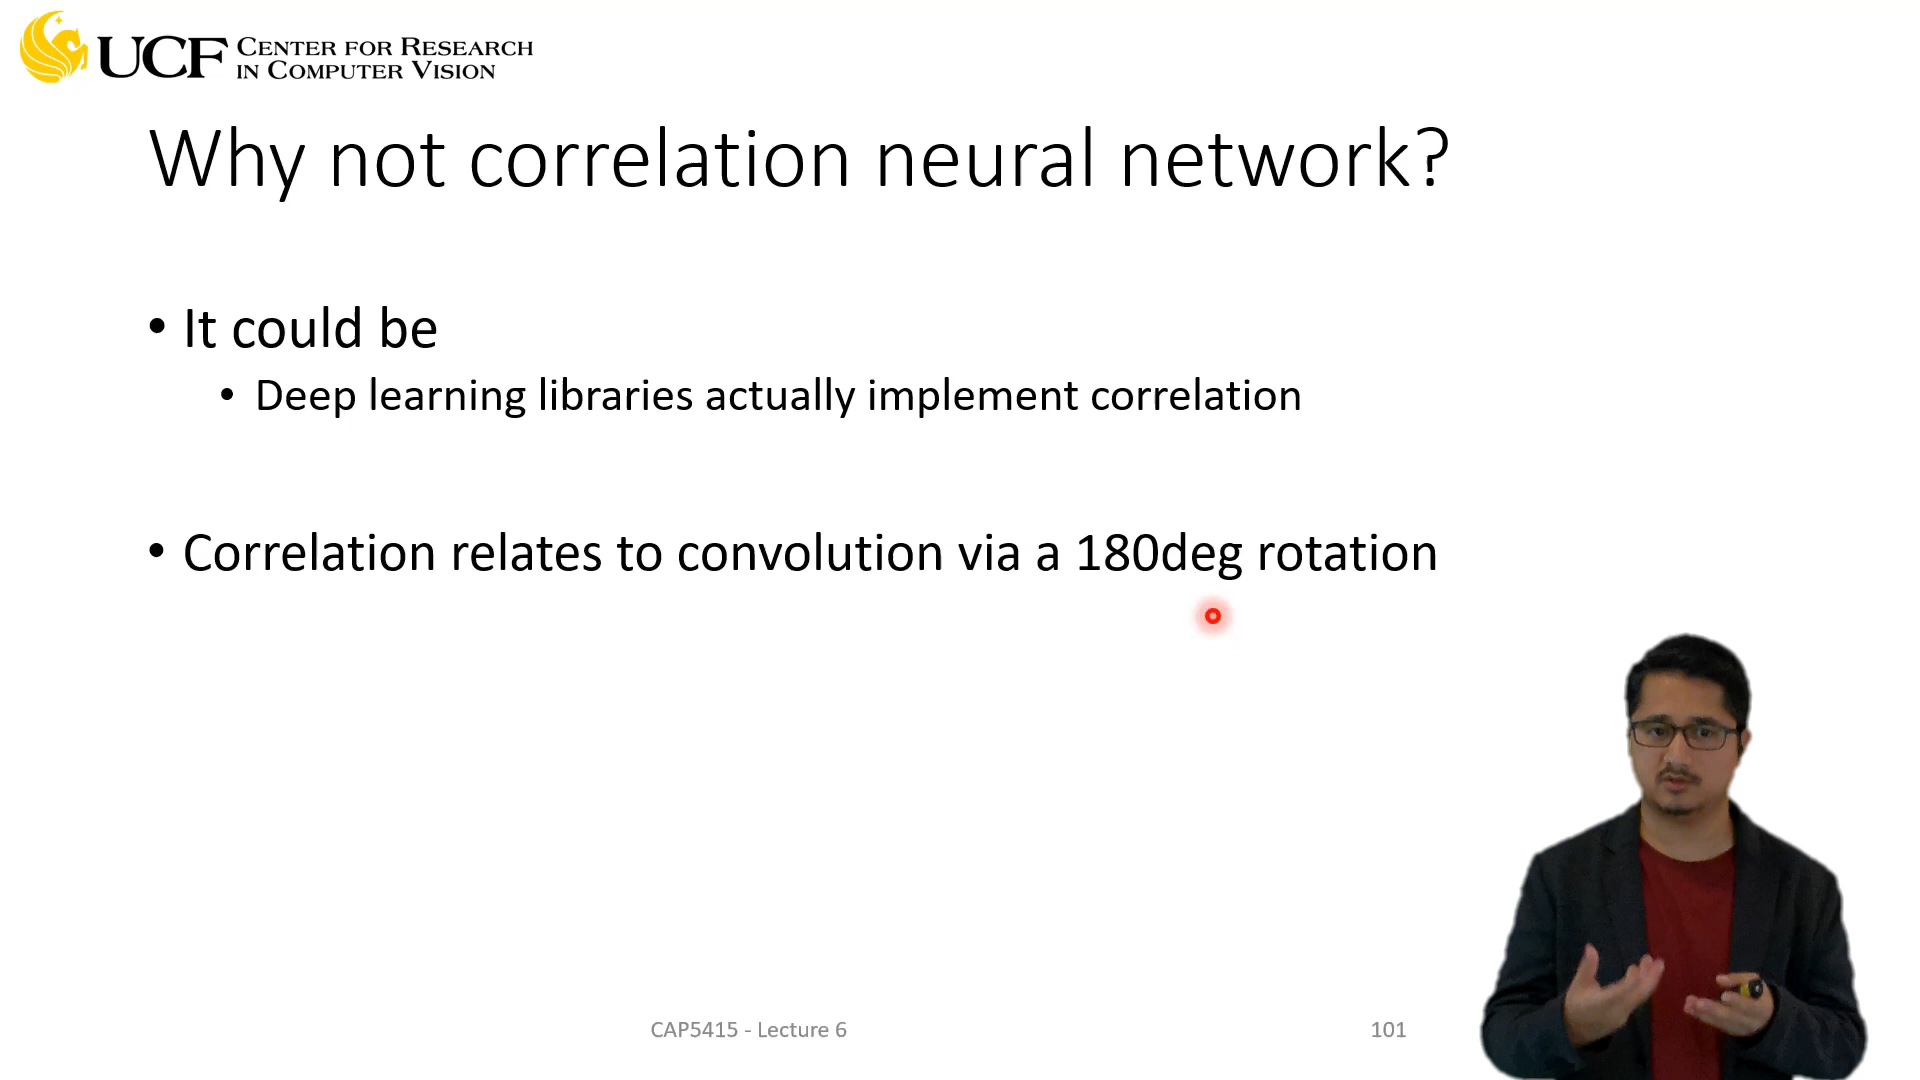 UCF CENTER FOR RESEARCH
IN COMPUTER VISION
Why not correlation neural network?
• It could be
• Deep learning libraries actually implement correlation
• Correlation relates to convolution via a 180deg rotation
CAP5415 - Lecture 6
101